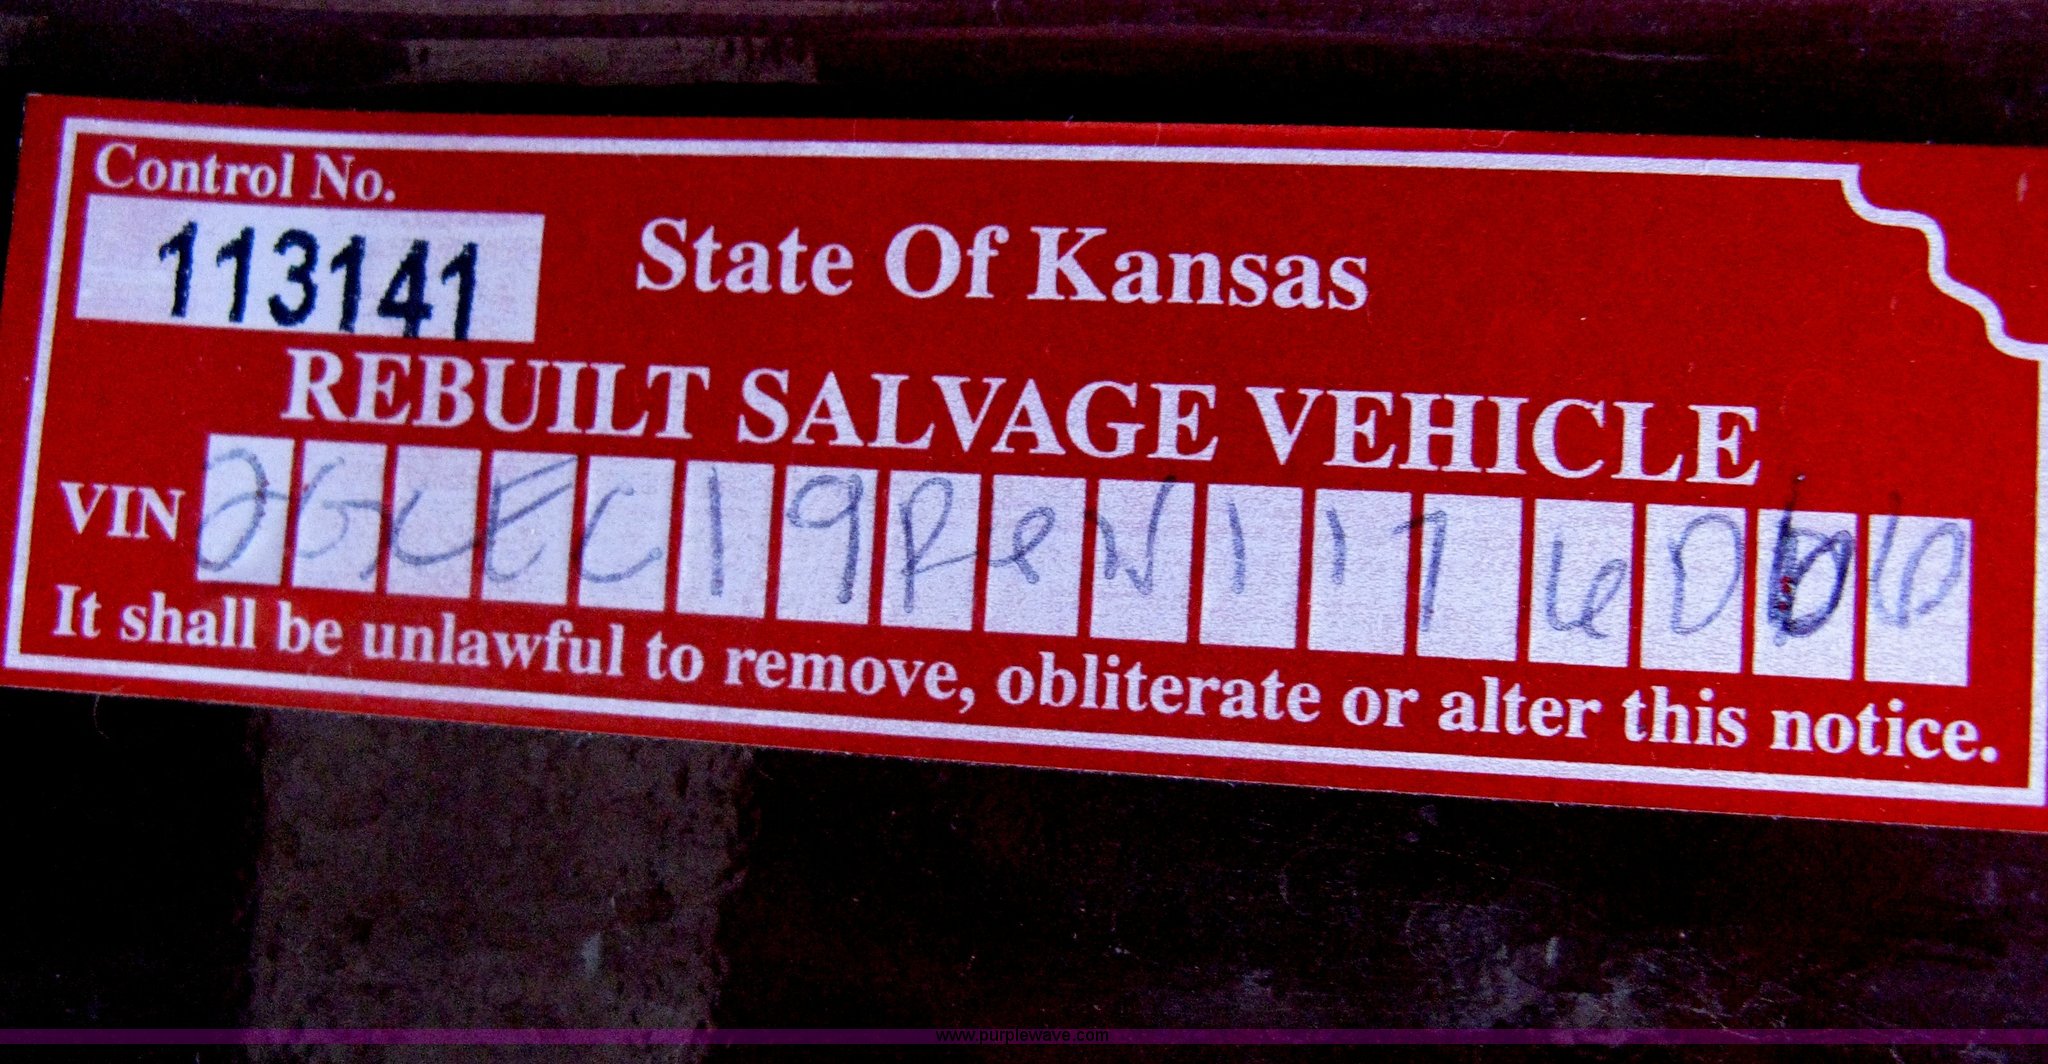 Control No.
113141
State Of Kansas
REBUILT SALVAGE VEHICLE
VIN 2GCEC19ReW1176066
It shall be unlawful to remove, obliterate or alter this notice.
www.purplewave.com